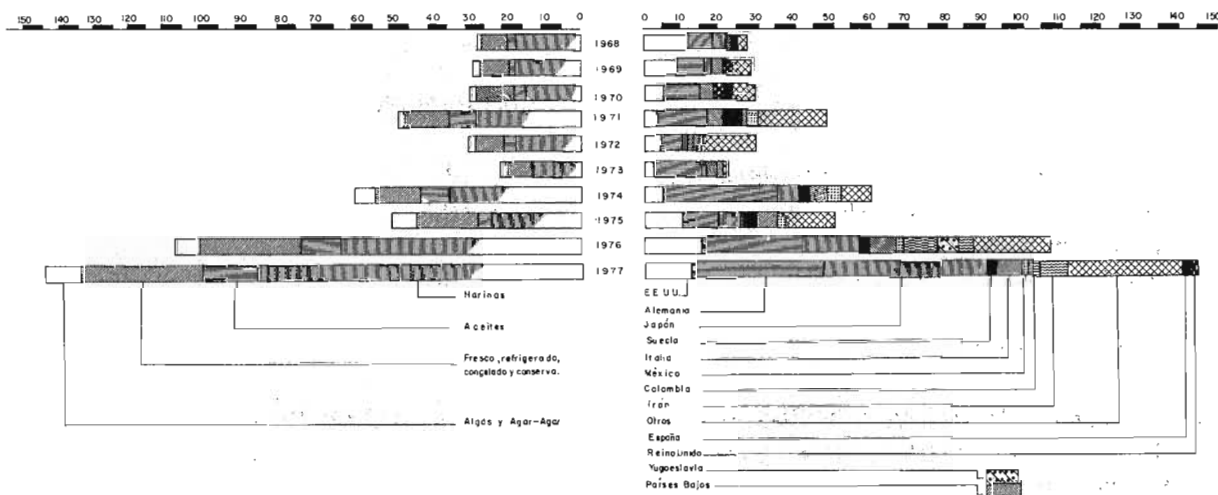 150 130 120 110 100 90 80 70 60 50 40 30 20 10 0
0 10 20 30 40 50 60 70 80 90 100 110 120 130 140 150
1968
1969
1970
1971
1972
1973
1974
1975
1976
1977
Harinas
Aceites
Fresco, refrigerado,
congelado y conserva.
Algas y Agar-Agar
EE UU.
Alemania
Japón
Suecia
Italia
México
Colombia
Irán
Otros
España
Reino Unido
Yugoeslavia
Países Bajos